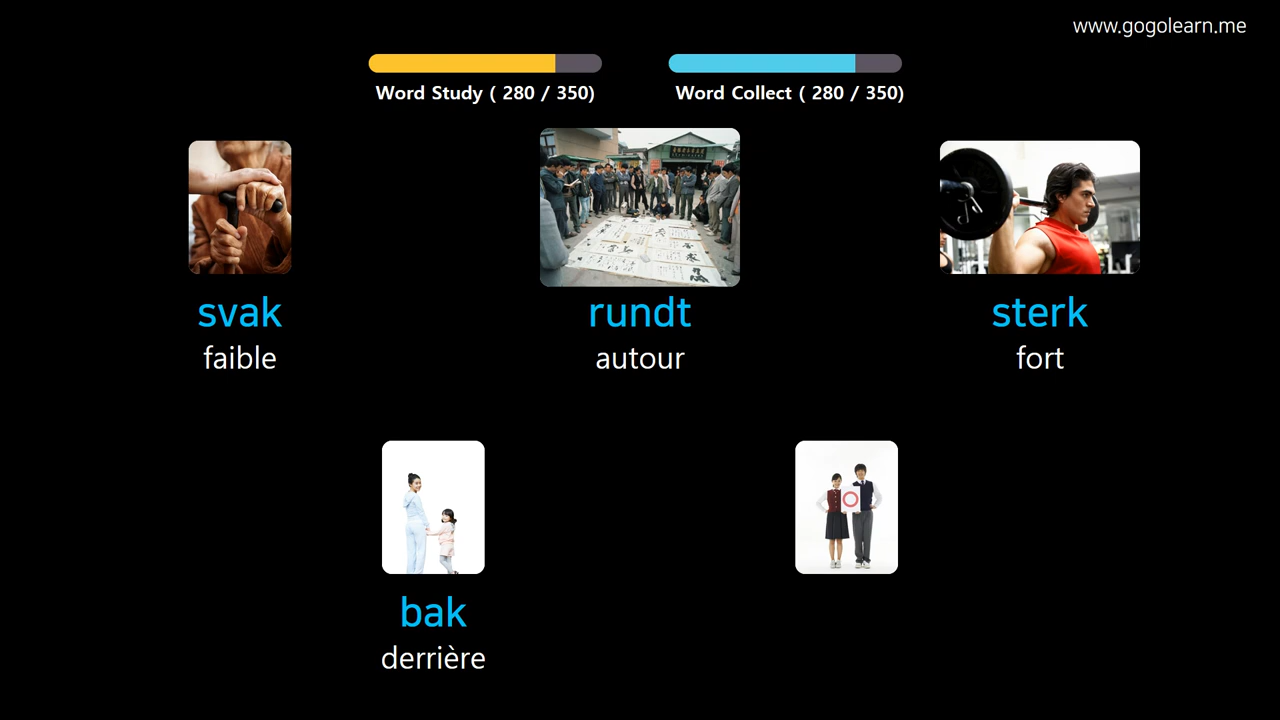 www.gogolearn.me
Word Study ( 280 / 350)
Word Collect ( 280 / 350)
svak
faible
rundt
autour
sterk
fort
bak
derrière